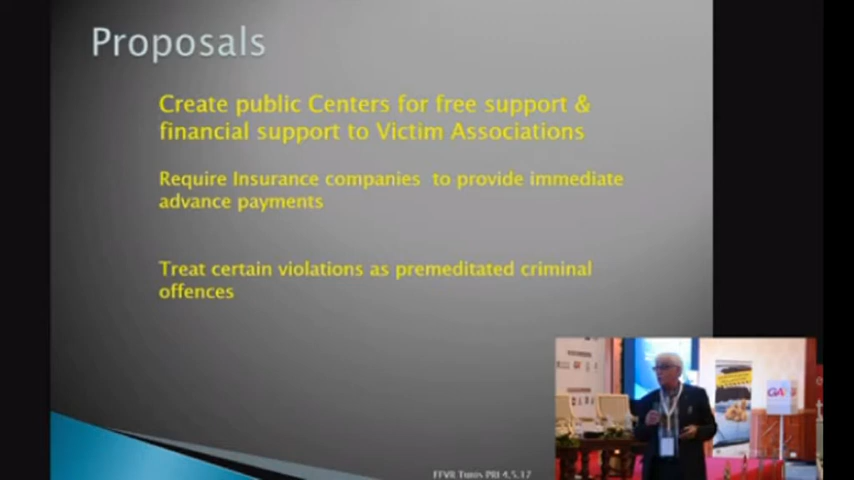 Proposals
Create public Centers for free support &
financial support to Victim Associations
Require Insurance companies to provide immediate
advance payments
Treat certain violations as premeditated criminal
offences
FEVR Tunis PRI 4.5.17